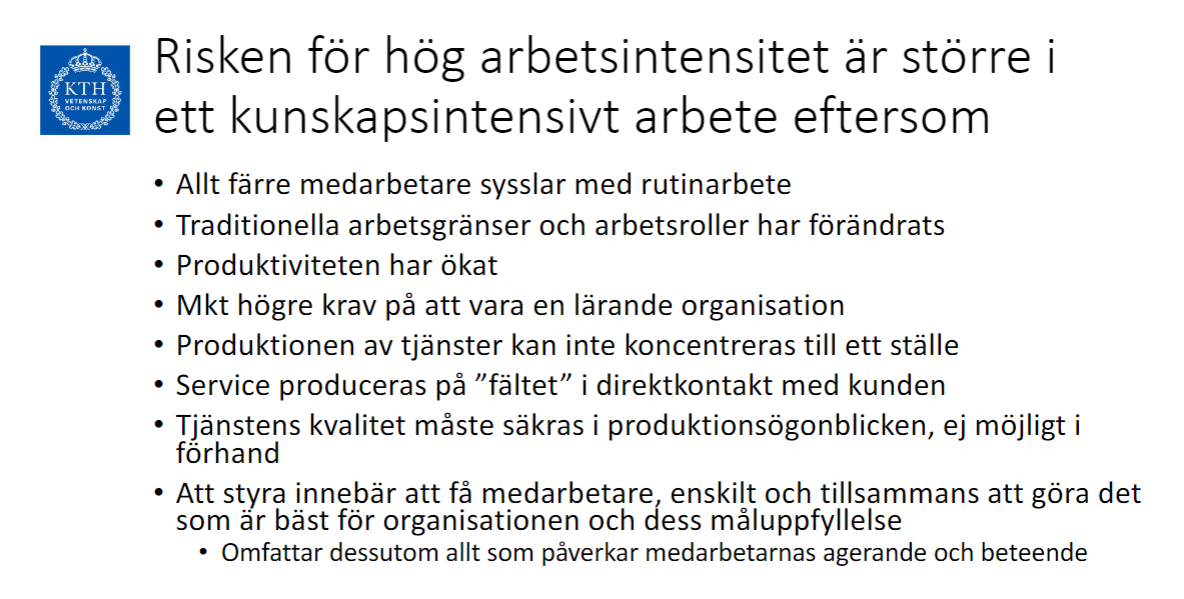 KTH
VETENSKAP
OCH KONST
Risken för hög arbetsintensitet är större i
ett kunskapsintensivt arbete eftersom
• Allt färre medarbetare sysslar med rutinarbete
• Traditionella arbetsgränser och arbetsroller har förändrats
• Produktiviteten har ökat
• Mkt högre krav på att vara en lärande organisation
• Produktionen av tjänster kan inte koncentreras till ett ställe
• Service produceras på ”fältet” i direktkontakt med kunden
• Tjänstens kvalitet måste säkras i produktionsögonblicken, ej möjligt i
förhand
• Att styra innebär att få medarbetare, enskilt och tillsammans att göra det
som är bäst för organisationen och dess måluppfyllelse
• Omfattar dessutom allt som påverkar medarbetarnas agerande och beteende